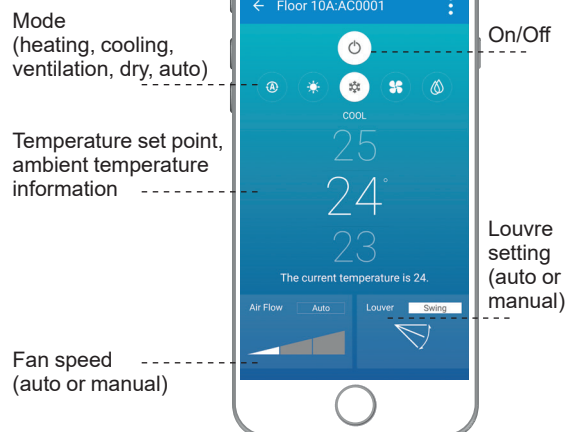 Floor 10A:AC0001
Mode
(heating, cooling,
ventilation, dry, auto)
On/Off
A
COOL
Temperature set point,
ambient temperature
information
25
24°
23
The current temperature is 24.
Louvre
setting
(auto or
manual)
Air Flow Auto
Louver Swing
Fan speed
(auto or manual)